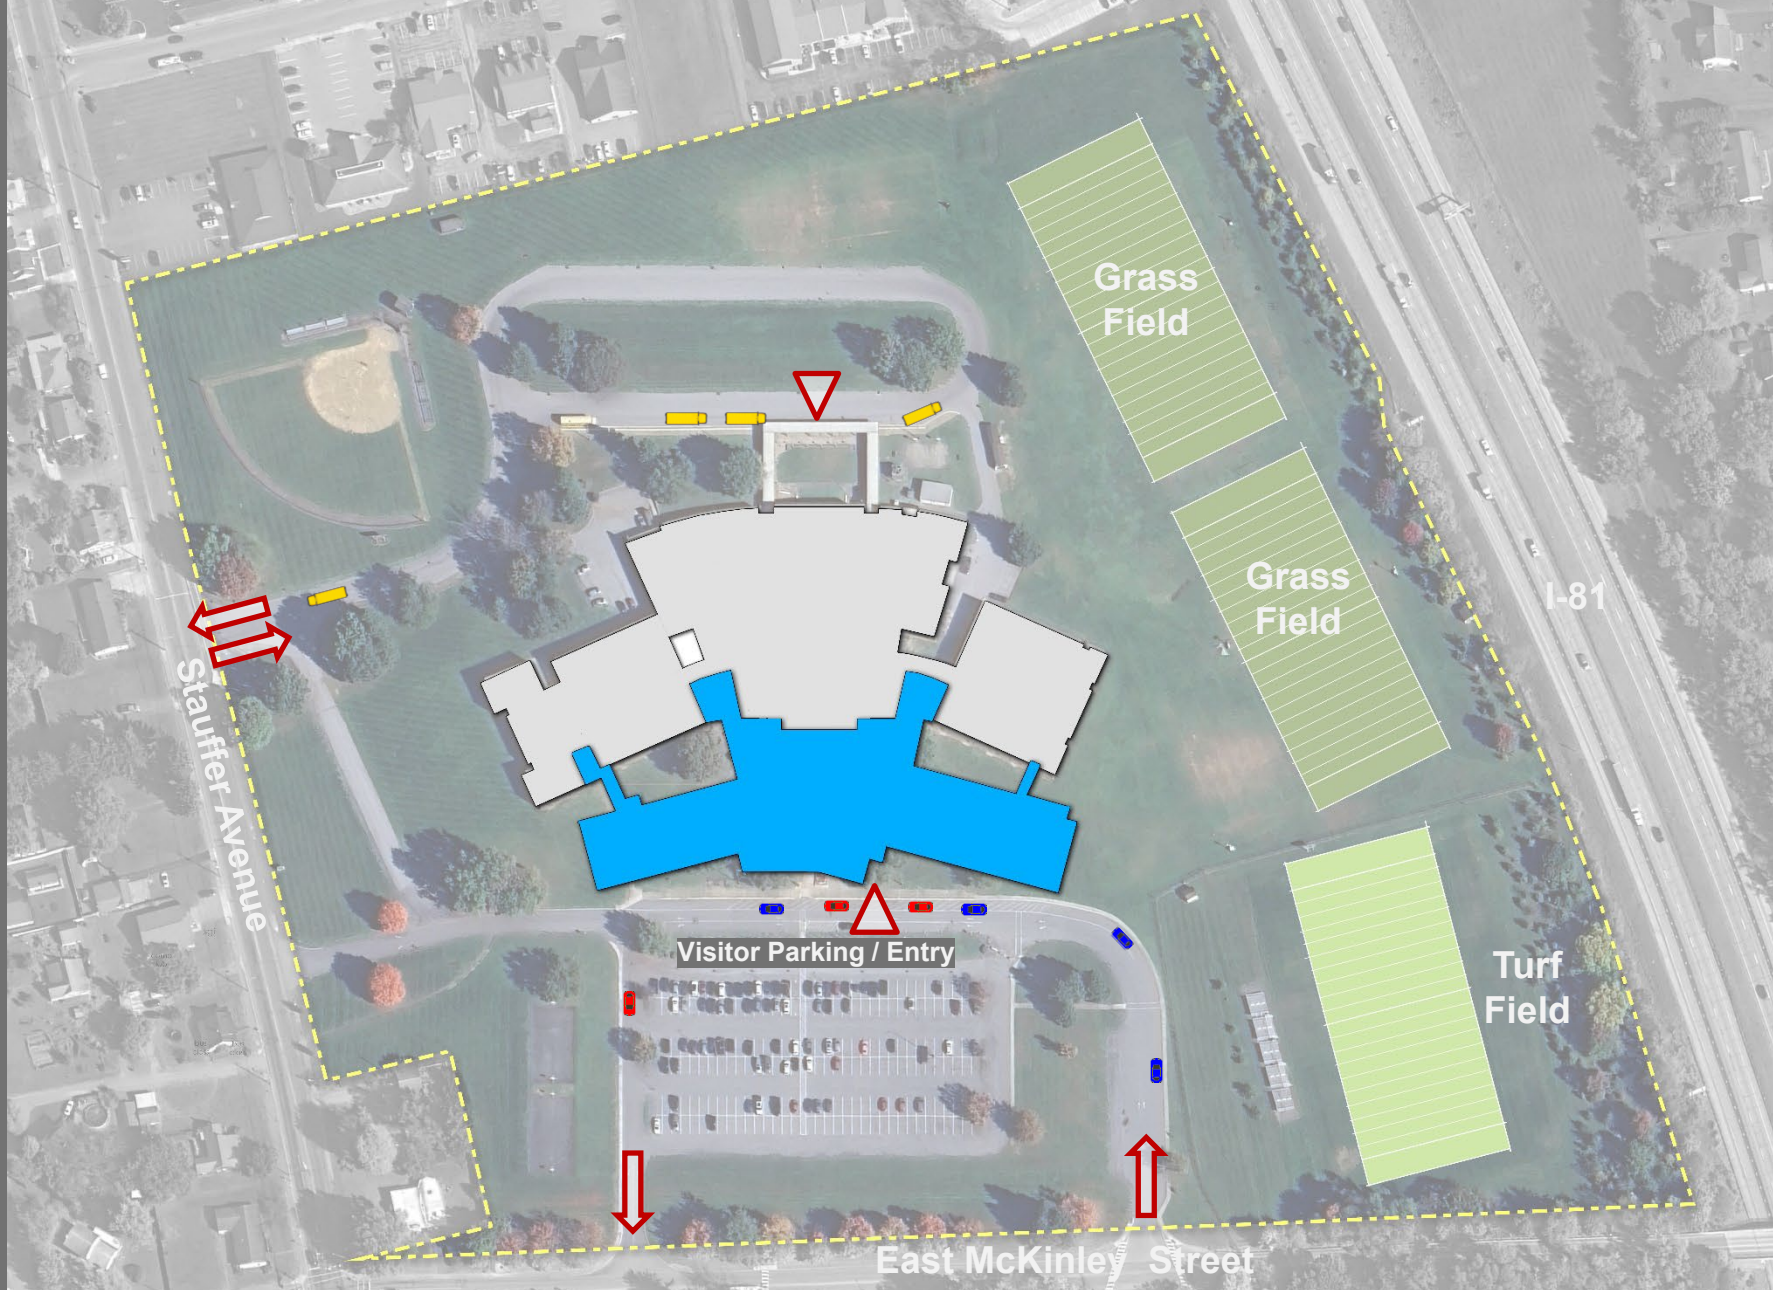 Grass
Field
Grass
Field
I-81
Stauffer Avenue
Visitor Parking / Entry
Turf
Field
East McKinley Street